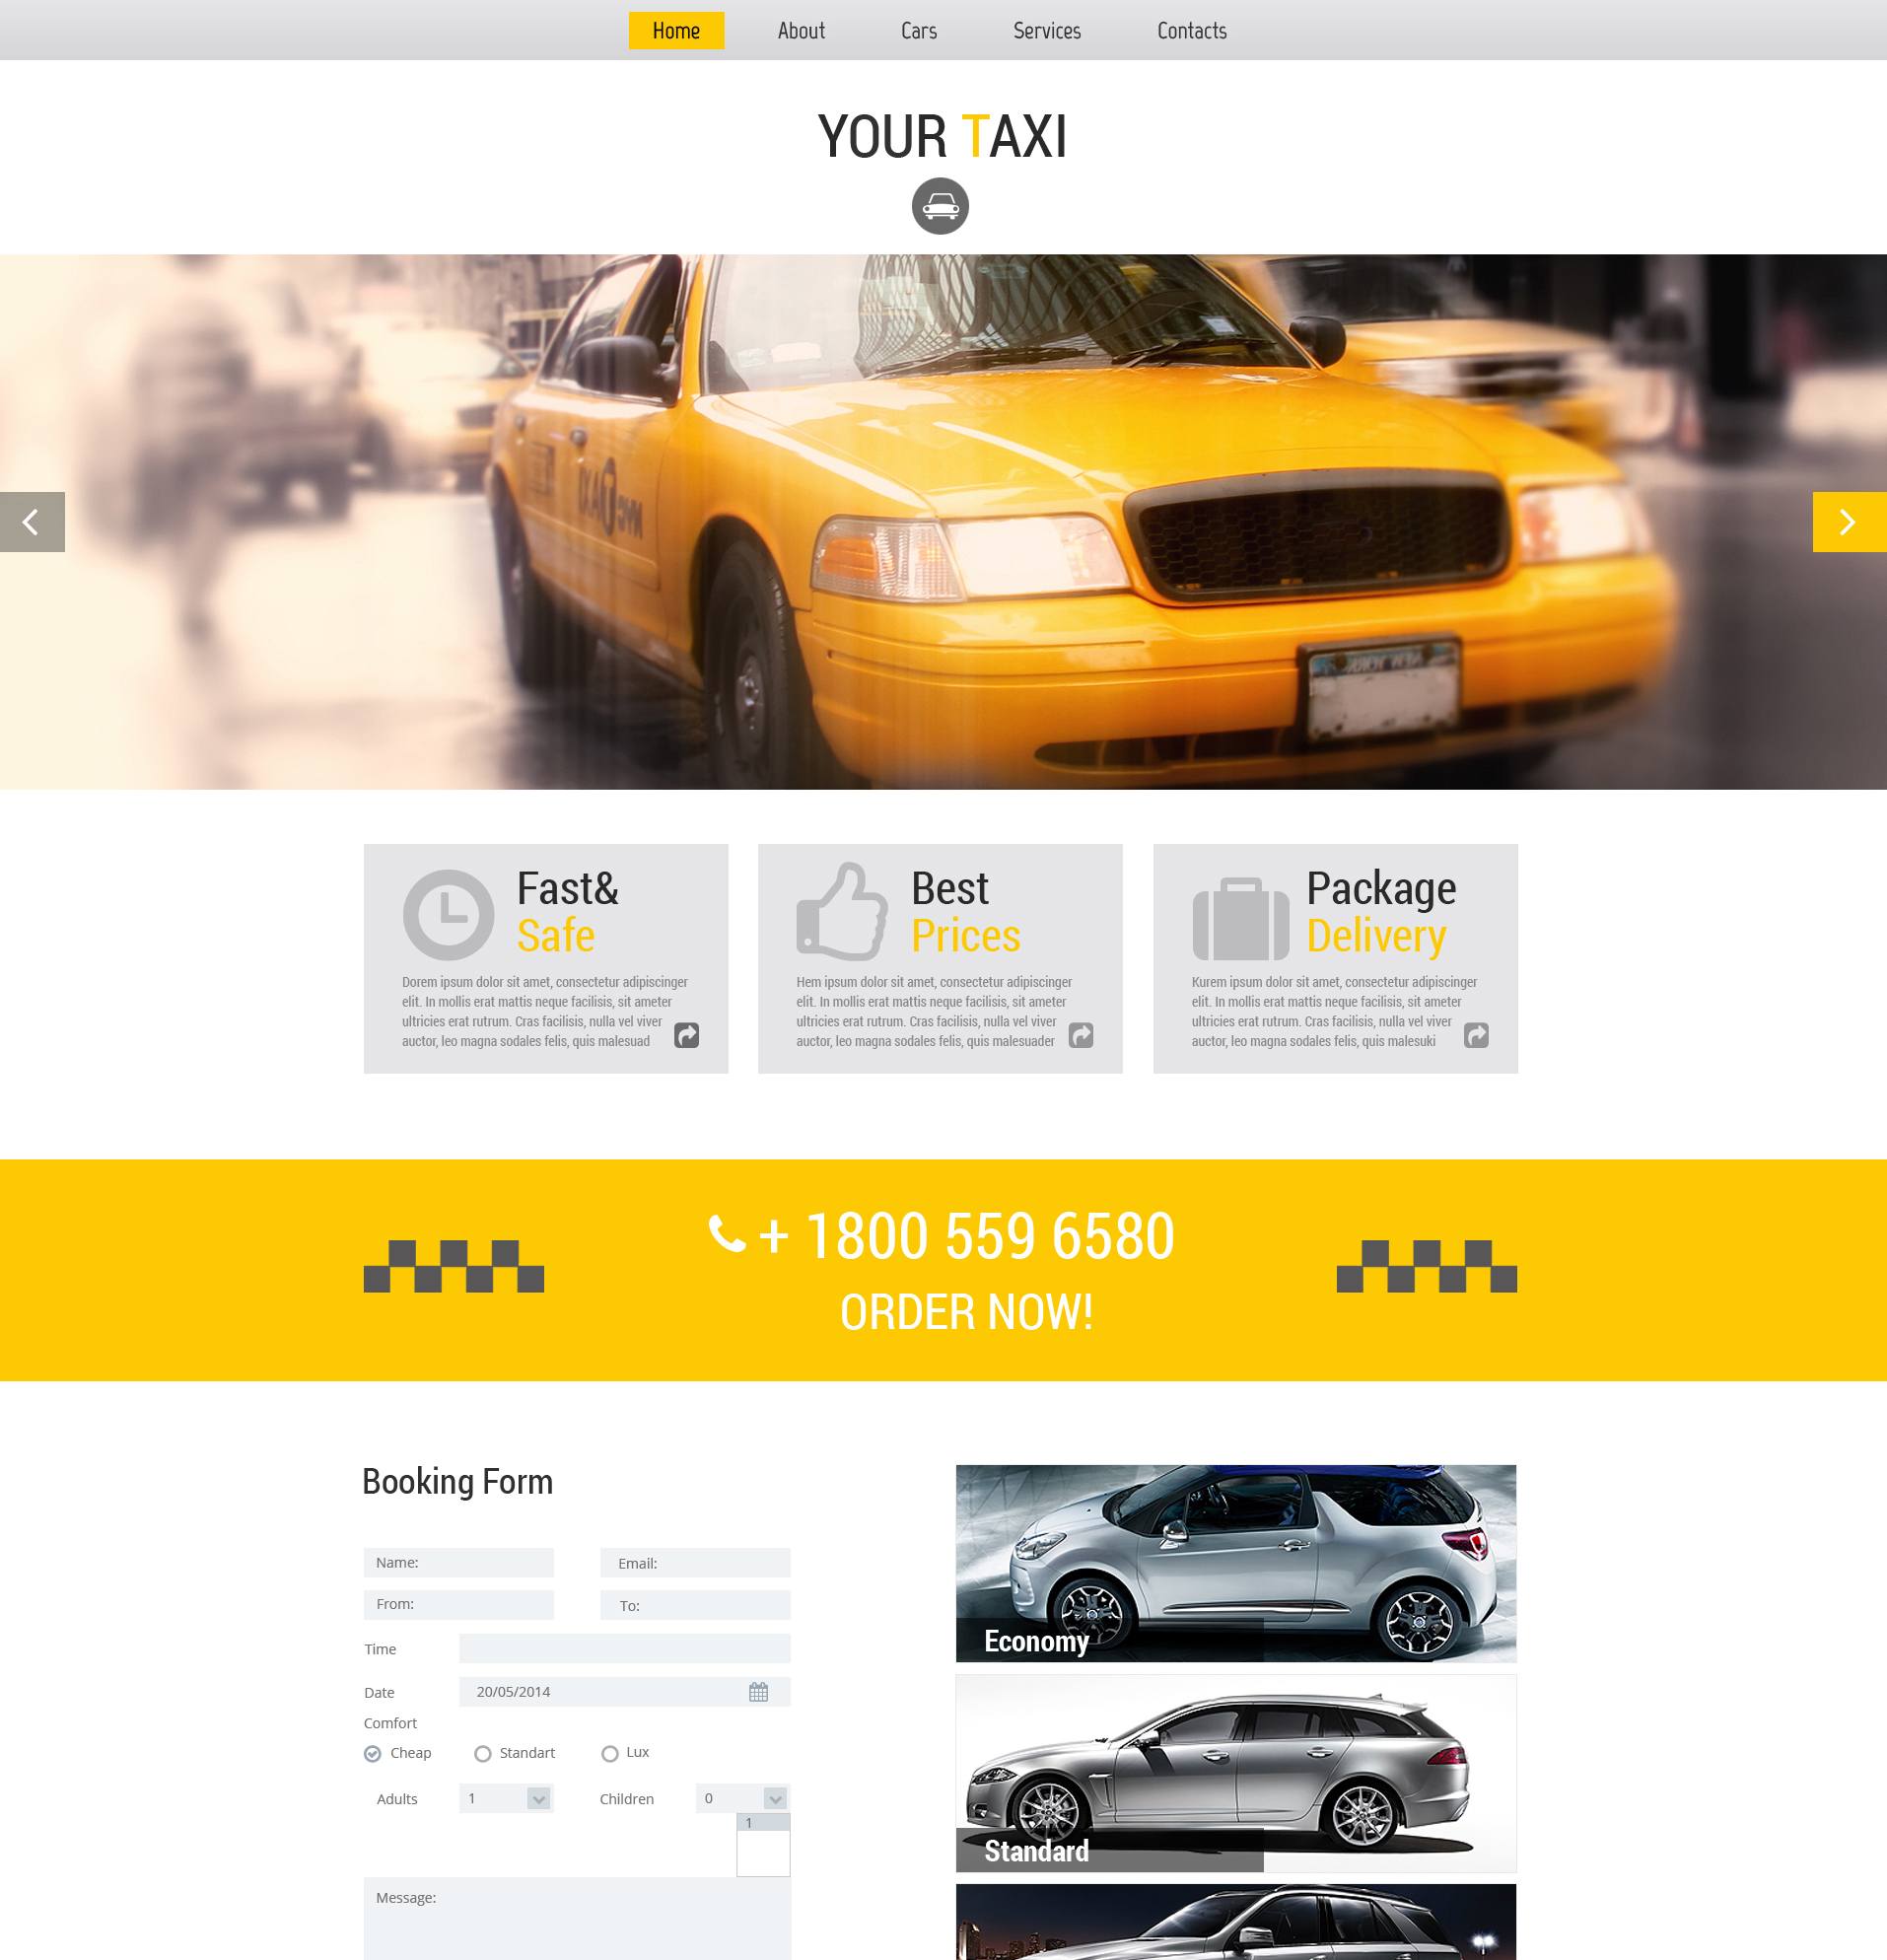 Home About Cars Services Contacts
YOUR TAXI
NYC TAXI
Fast&
Safe
Dorem ipsum dolor sit amet, consectetur adipiscinger
elit. In mollis erat mattis neque facilisis, sit ameter
ultricies erat rutrum. Cras facilisis, nulla vel viver
auctor, leo magna sodales felis, quis malesuad
Best
Prices
Hem ipsum dolor sit amet, consectetur adipiscinger
elit. In mollis erat mattis neque facilisis, sit ameter
ultricies erat rutrum. Cras facilisis, nulla vel viver
auctor, leo magna sodales felis, quis malesuader
Package
Delivery
Kurem ipsum dolor sit amet, consectetur adipiscinger
elit. In mollis erat mattis neque facilisis, sit ameter
ultricies erat rutrum. Cras facilisis, nulla vel viver
auctor, leo magna sodales felis, quis malesuki
+ 1800 559 6580
ORDER NOW!
Booking Form
Name: Email:
From: To:
Time
Date 20/05/2014
Comfort
Cheap Standart Lux
Adults 1 Children 0
1
Message:
Economy
Standard